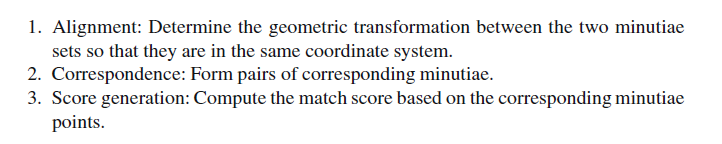 1. Alignment: Determine the geometric transformation between the two minutiae
sets so that they are in the same coordinate system.
2. Correspondence: Form pairs of corresponding minutiae.
3. Score generation: Compute the match score based on the corresponding minutiae
points.